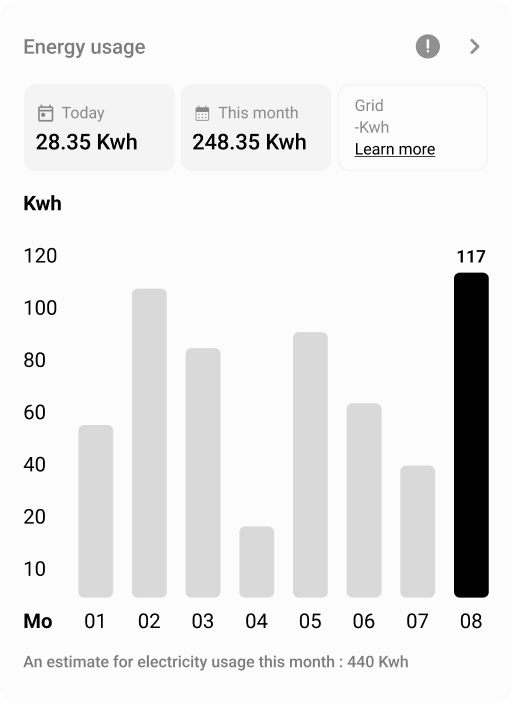 Energy usage
!
Today
28.35 Kwh
This month
248.35 Kwh
Grid
-Kwh
Learn more
Kwh
120
117
100
80
60
40
20
10
Mo 01 02 03 04 05 06 07 08
An estimate for electricity usage this month : 440 Kwh